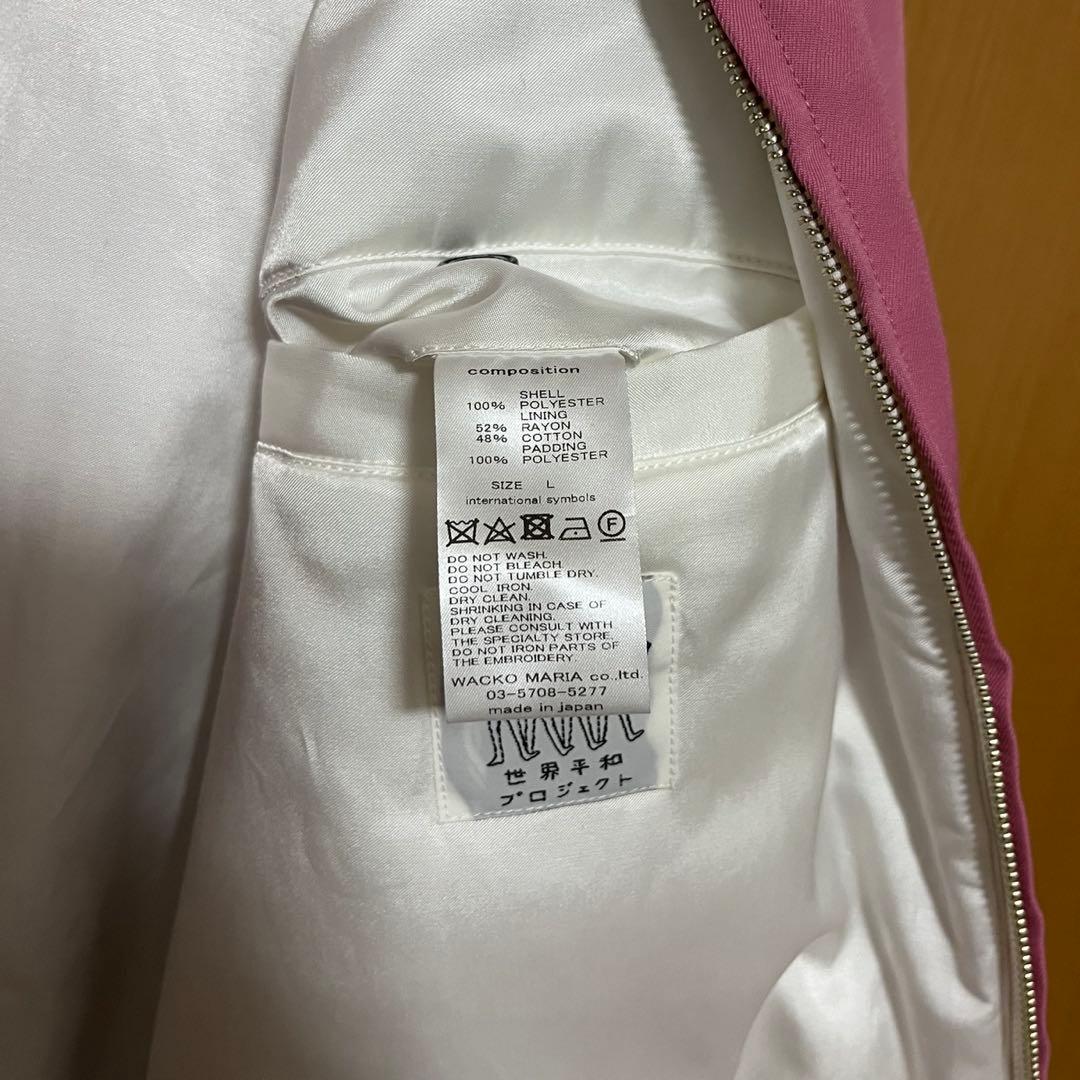 composition
SHELL
100% POLYESTER
LINING
52% RAYON
48% COTTON
PADDING
100% POLYESTER
SIZE L
international symbols
F
DO NOT WASH.
DO NOT BLEACH.
DO NOT TUMBLE DRY.
COOL IRON.
DRY CLEAN.
SHRINKING IN CASE OF
DRY CLEANING.
PLEASE CONSULT WITH
THE SPECIALTY STORE.
DO NOT IRON PARTS OF
THE EMBROIDERY.
WACKO MARIA co.,ltd.
03-5708-5277
made in japan
世界平和
プロジェクト